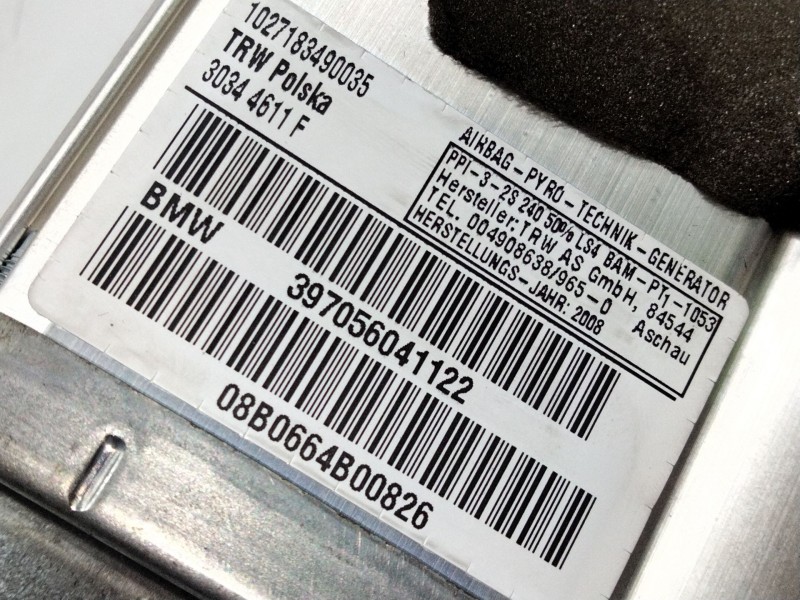 1027183490035
TRW Polska
3034 4611 F
AIRBAG-PYRO-TECHNIK-GENERATOR
PPI-3-2S 240 50% LS4 BAM-PT1-1053
Hersteller:TRW AS GmbH, 84544 Aschau
TEL. D04908638/965-0
HERSTELLUNGS-JAHR: 2008
BMW
397056041122
08B0664B00826